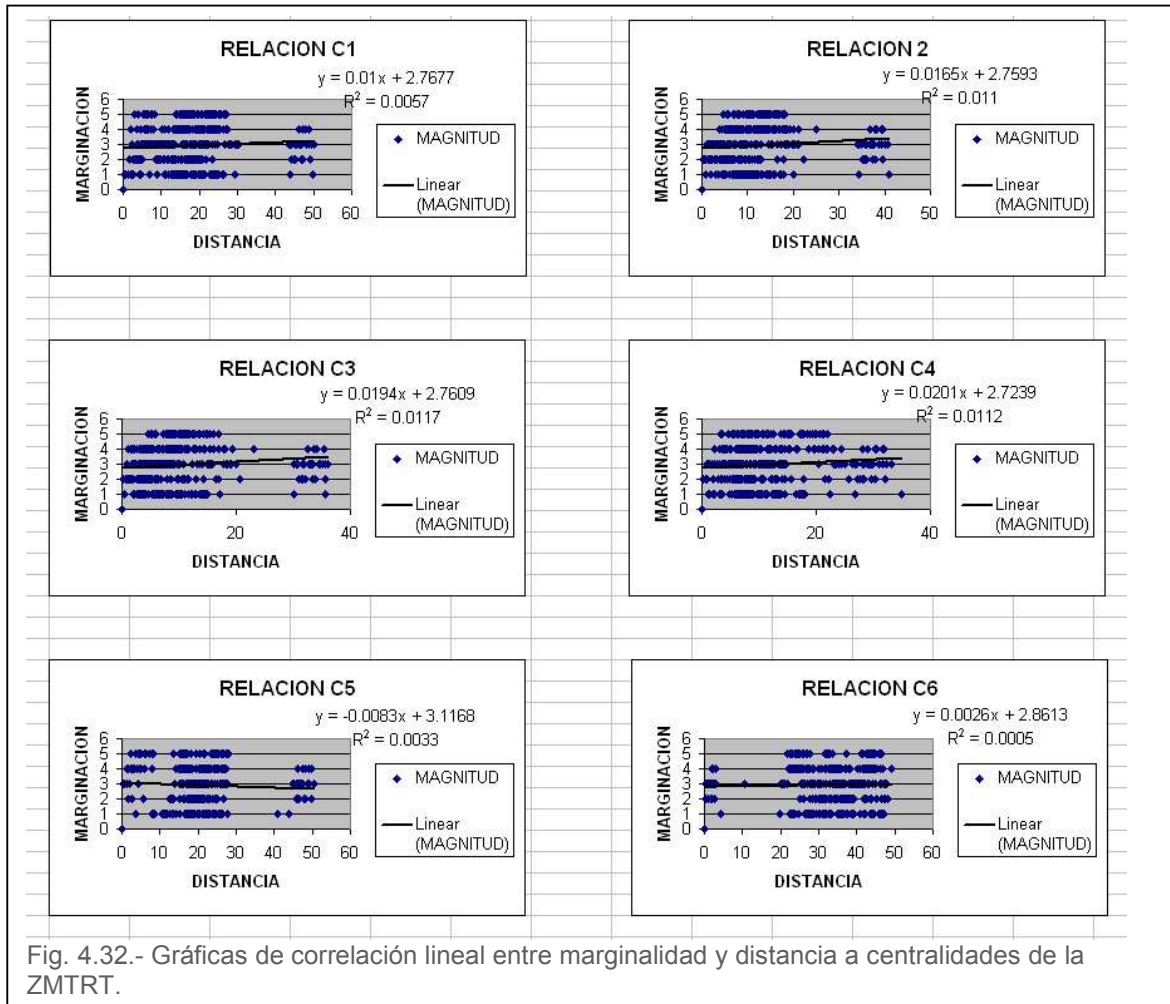 RELACION C1
y = 0.01x + 2.7677
R² = 0.0057
MARGINACION
6
5
4
3
2
1
0
0 10 20 30 40 50 60
DISTANCIA
MAGNITUD
Linear
(MAGNITUD)
RELACION 2
y = 0.0165x + 2.7593
R² = 0.011
MARGINACION
6
5
4
3
2
1
0
0 10 20 30 40 50
DISTANCIA
MAGNITUD
Linear
(MAGNITUD)
RELACION C3
y = 0.0194x + 2.7609
R² = 0.0117
MARGINACION
6
5
4
3
2
1
0
0 20 40
DISTANCIA
MAGNITUD
Linear
(MAGNITUD)
RELACION C4
y = 0.0201x + 2.7239
R² = 0.0112
MARGINACION
6
5
4
3
2
1
0
0 20 40
DISTANCIA
MAGNITUD
Linear
(MAGNITUD)
RELACION C5
y = -0.0083x + 3.1168
R² = 0.0033
MARGINACION
6
5
4
3
2
1
0
0 10 20 30 40 50 60
DISTANCIA
MAGNITUD
Linear
(MAGNITUD)
RELACION C6
y = 0.0026x + 2.8613
R² = 0.0005
MARGINACION
6
5
4
3
2
1
0
0 10 20 30 40 50 60
DISTANCIA
MAGNITUD
Linear
(MAGNITUD)
Fig. 4.32.- Gráficas de correlación lineal entre marginalidad y distancia a centralidades de la
ZMTRT.